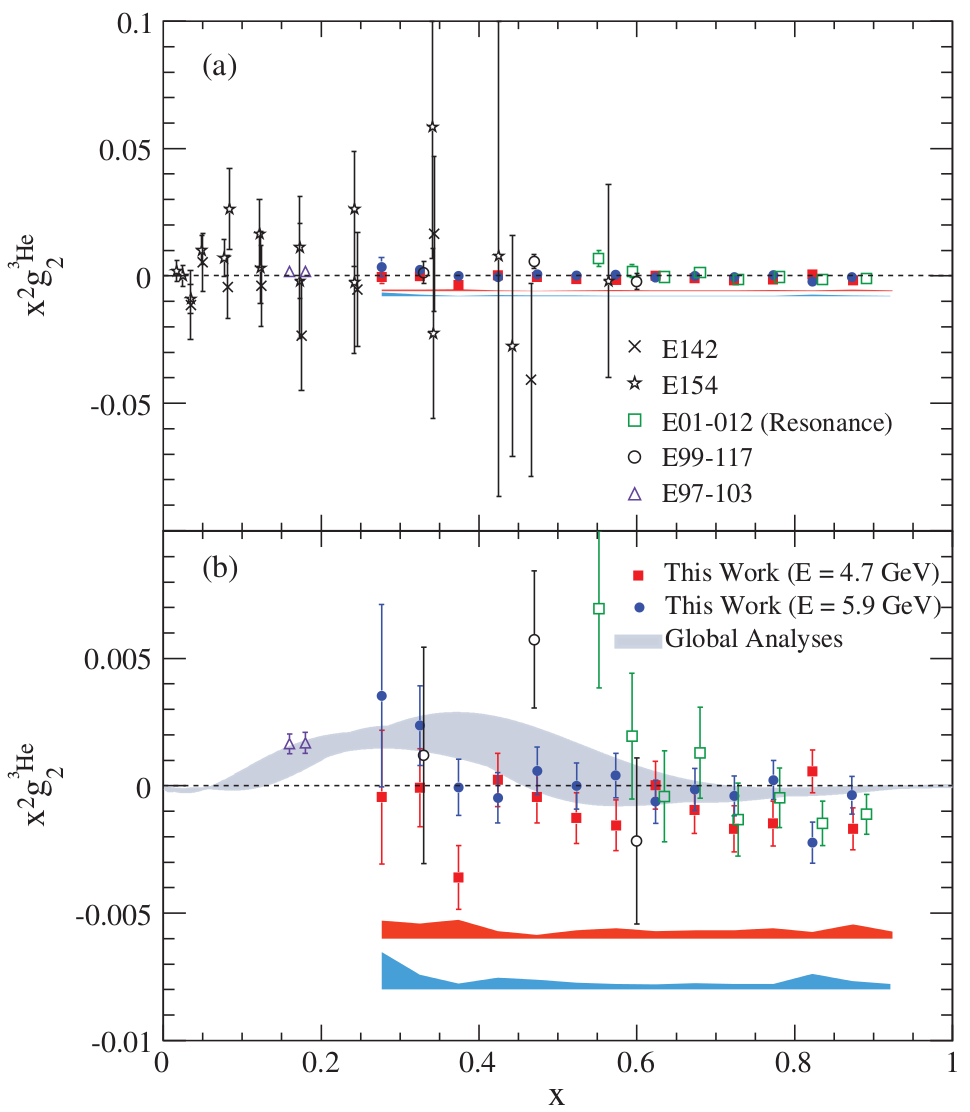 0.1
(a)
0.05
x²g₂³He
0
-0.05
E142
E154
E01-012 (Resonance)
E99-117
E97-103
(b)
This Work (E = 4.7 GeV)
This Work (E = 5.9 GeV)
Global Analyses
0.005
x²g₂³He
0
-0.005
-0.01
0 0.2 0.4 0.6 0.8 1
x